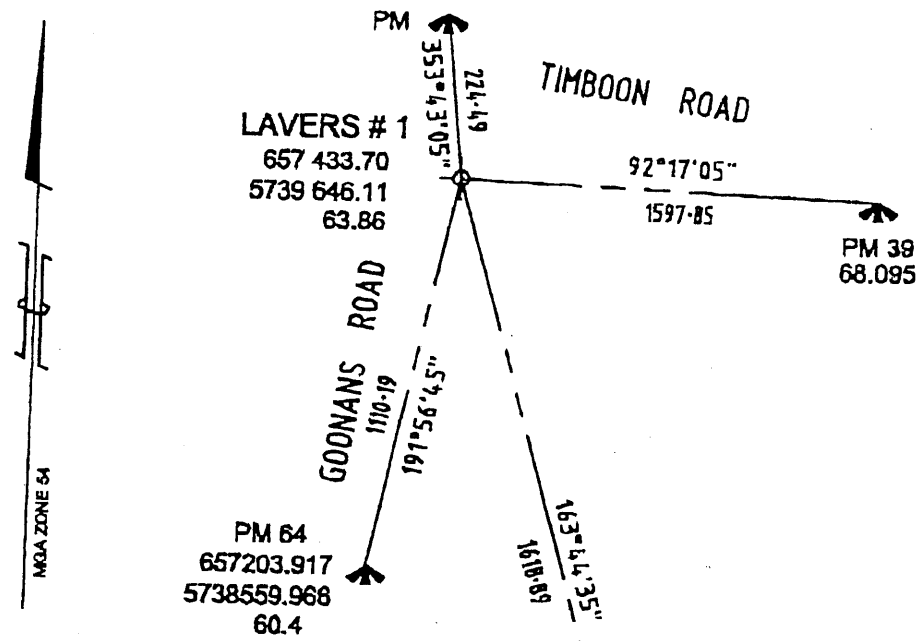 PM
353°43'05"
224·49
TIMBOON ROAD
LAVERS # 1
657 433.70
5739 646.11
63.86
92°17'05"
1597·85
PM 39
68.095
GOONANS ROAD
1110·19
191°56'45"
163°44'35"
1618·89
PM 64
657203.917
5738559.968
60.4
MGA ZONE 54